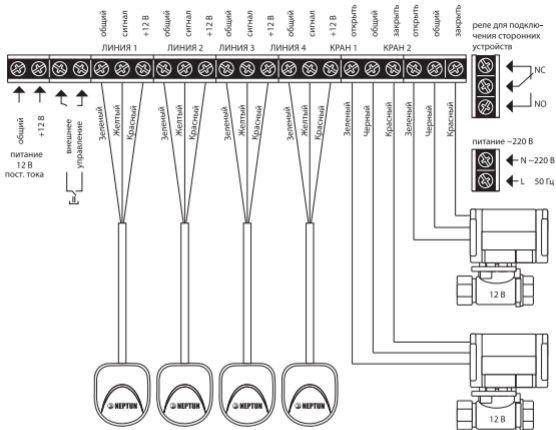 общий
сигнал
+12 В
общий
сигнал
+12 В
общий
сигнал
+12 В
общий
сигнал
+12 В
открыть
общий
закрыть
открыть
общий
закрыть
ЛИНИЯ 1
ЛИНИЯ 2
ЛИНИЯ 3
ЛИНИЯ 4
КРАН 1
КРАН 2
реле для подклю-
чения сторонних
устройств
NC
NO
общий
+12 В
питание
12 В
пост. тока
внешнее
управление
Зеленый
Желтый
Красный
Зеленый
Желтый
Красный
Зеленый
Желтый
Красный
Зеленый
Желтый
Красный
Зеленый
Черный
Красный
Зеленый
Черный
Красный
питание ~220 В
N ~220 В
L 50 Гц
12 В
12 В
NEPTUN
NEPTUN
NEPTUN
NEPTUN